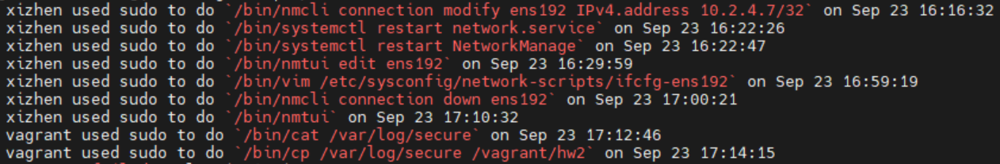 xizhen used sudo to do `/bin/nmcli connection modify ens192 IPv4.address 10.2.4.7/32` on Sep 23 16:16:32
xizhen used sudo to do `/bin/systemctl restart network.service` on Sep 23 16:22:26
xizhen used sudo to do `/bin/systemctl restart NetworkManage` on Sep 23 16:22:47
xizhen used sudo to do `/bin/nmtui edit ens192` on Sep 23 16:29:59
xizhen used sudo to do `/bin/vim /etc/sysconfig/network-scripts/ifcfg-ens192` on Sep 23 16:59:19
xizhen used sudo to do `/bin/nmcli connection down ens192` on Sep 23 17:00:21
xizhen used sudo to do `/bin/nmtui` on Sep 23 17:10:32
vagrant used sudo to do `/bin/cat /var/log/secure` on Sep 23 17:12:46
vagrant used sudo to do `/bin/cp /var/log/secure /vagrant/hw2` on Sep 23 17:14:15